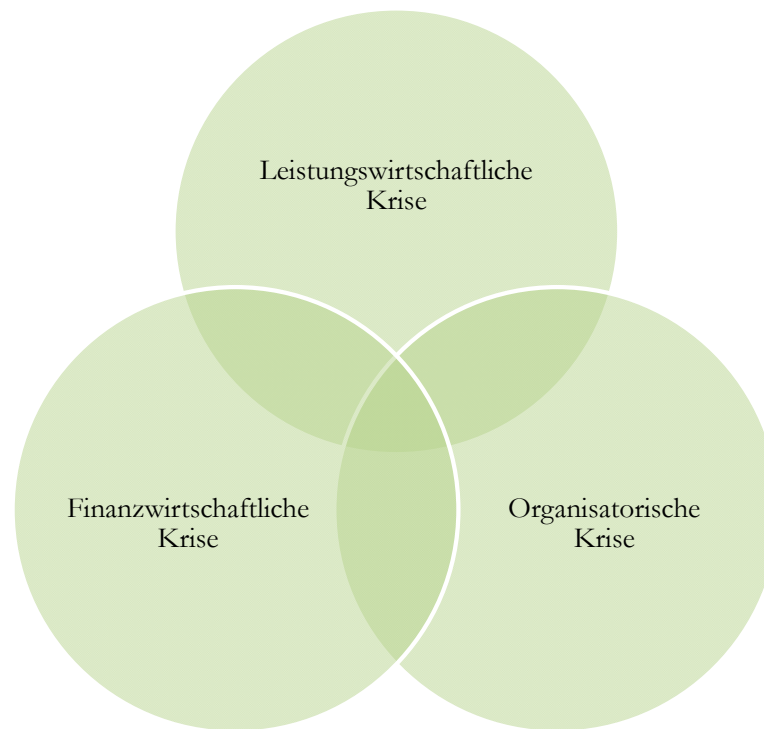 Leistungswirtschaftliche
Krise
Finanzwirtschaftliche
Krise
Organisatorische
Krise